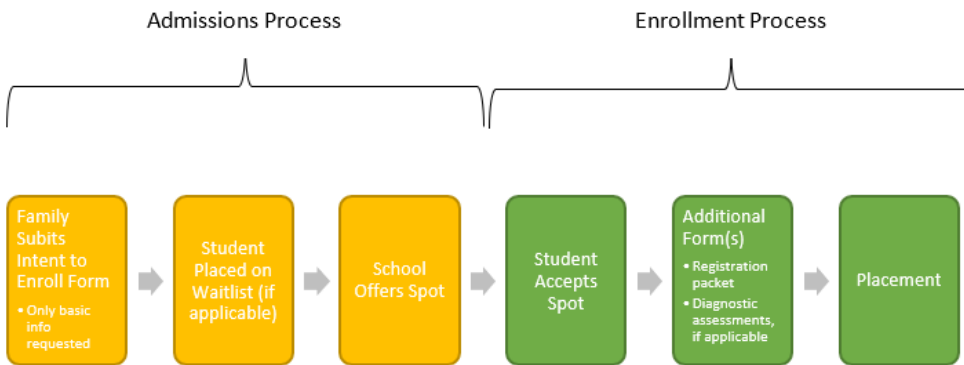 Admissions Process
Enrollment Process
Family
Subits
Intent to
Enroll Form
• Only basic
info
requested
Student
Placed on
Waitlist (if
applicable)
School
Offers Spot
Student
Accepts
Spot
Additional
Form(s)
• Registration
packet
• Diagnostic
assessments,
if applicable
Placement